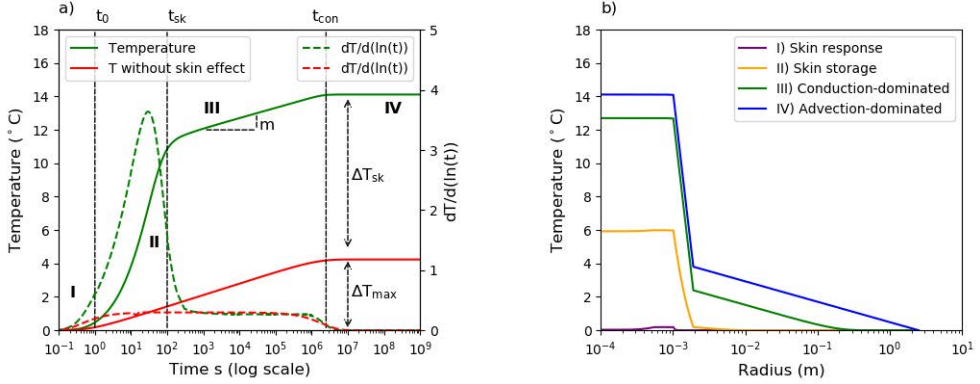 a)
t₀
t_sk
t_con
18
16
14
12
10
8
6
4
2
0
Temperature (°C)
Temperature
T without skin effect
dT/d(ln(t))
dT/d(ln(t))
I
II
III
IV
m
ΔT_sk
ΔT_max
5
4
3
2
1
0
dT/d(ln(t))
10⁻¹ 10⁰ 10¹ 10² 10³ 10⁴ 10⁵ 10⁶ 10⁷ 10⁸ 10⁹
Time s (log scale)
b)
18
16
14
12
10
8
6
4
2
0
Temperature (°C)
I) Skin response
II) Skin storage
III) Conduction-dominated
IV) Advection-dominated
10⁻⁴ 10⁻³ 10⁻² 10⁻¹ 10⁰ 10¹
Radius (m)